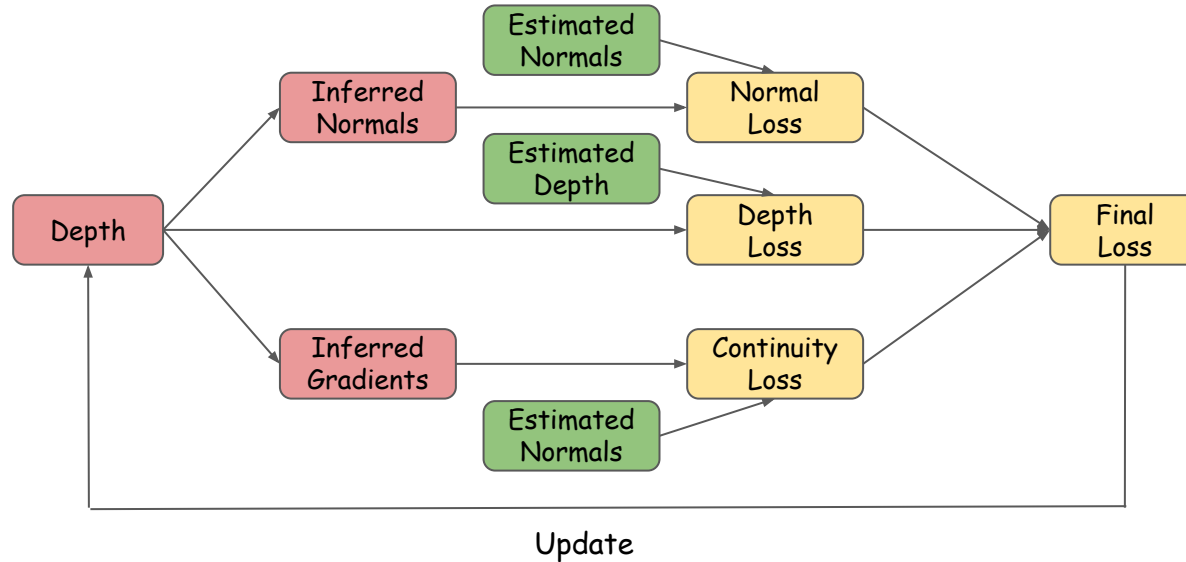 Estimated
Normals
Inferred
Normals
Normal
Loss
Estimated
Depth
Depth
Depth
Loss
Final
Loss
Inferred
Gradients
Continuity
Loss
Estimated
Normals
Update